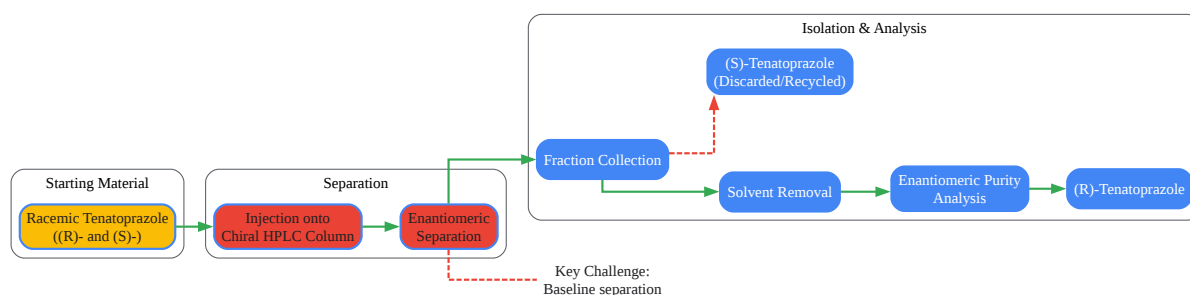 Isolation & Analysis
(S)-Tenatoprazole
(Discarded/Recycled)
Fraction Collection
Solvent Removal
Enantiomeric Purity
Analysis
(R)-Tenatoprazole
Starting Material
Racemic Tenatoprazole
((R)- and (S)-)
Separation
Injection onto
Chiral HPLC Column
Enantiomeric
Separation
Key Challenge:
Baseline separation